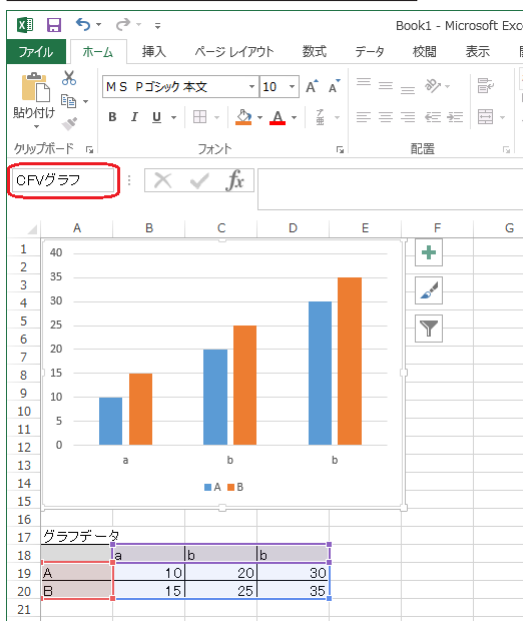 Book1 - Microsoft Exc
ファイル ホーム 挿入 ページ レイアウト 数式 データ 校閲 表示
貼り付け
ＭＳ Ｐゴシック 本文 10 A A
B I U A
クリップボード フォント 配置
CFVグラフ fx
A B C D E F G
1 40
2
3 35
4 30
5 25
6
7 20
8 15
9 10
10
11 5
12 0
13 a b b
14 A B
15
16
17 グラフデータ
18 a b b
19 A 10 20 30
20 B 15 25 35
21